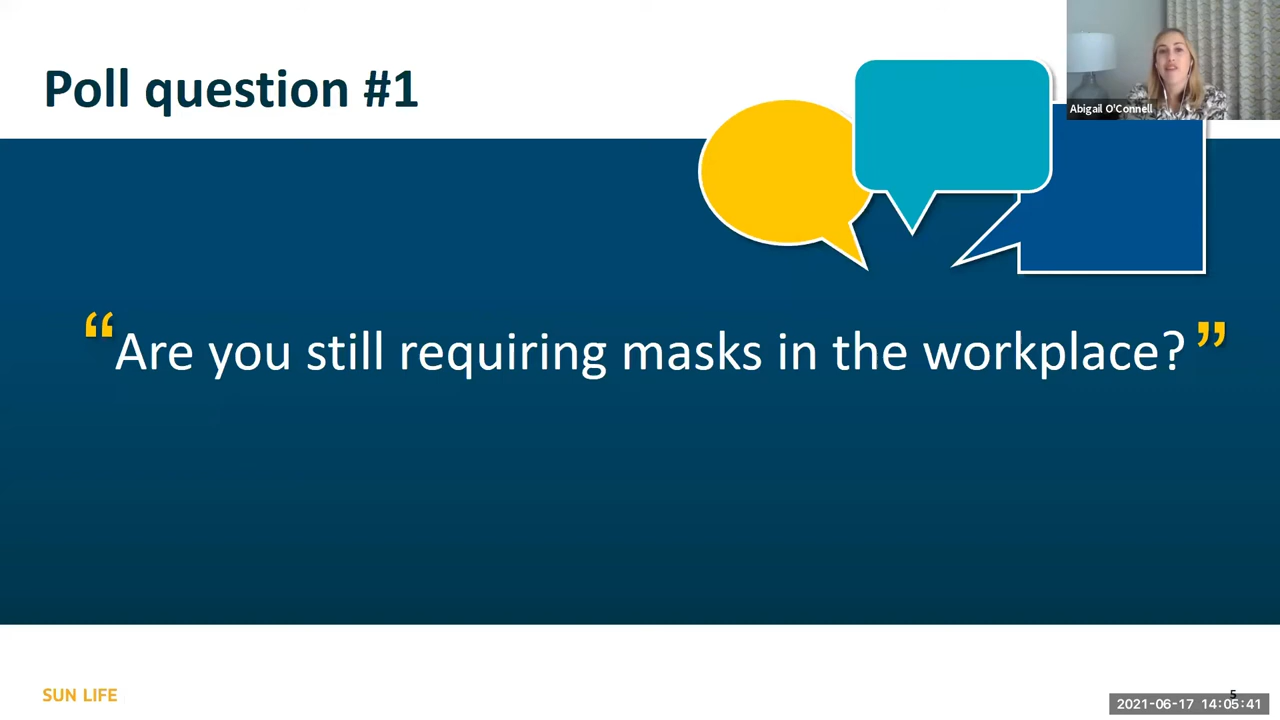 Poll question #1
Abigail O'Connell
“Are you still requiring masks in the workplace?”
SUN LIFE
5
2021-06-17 14:05:41